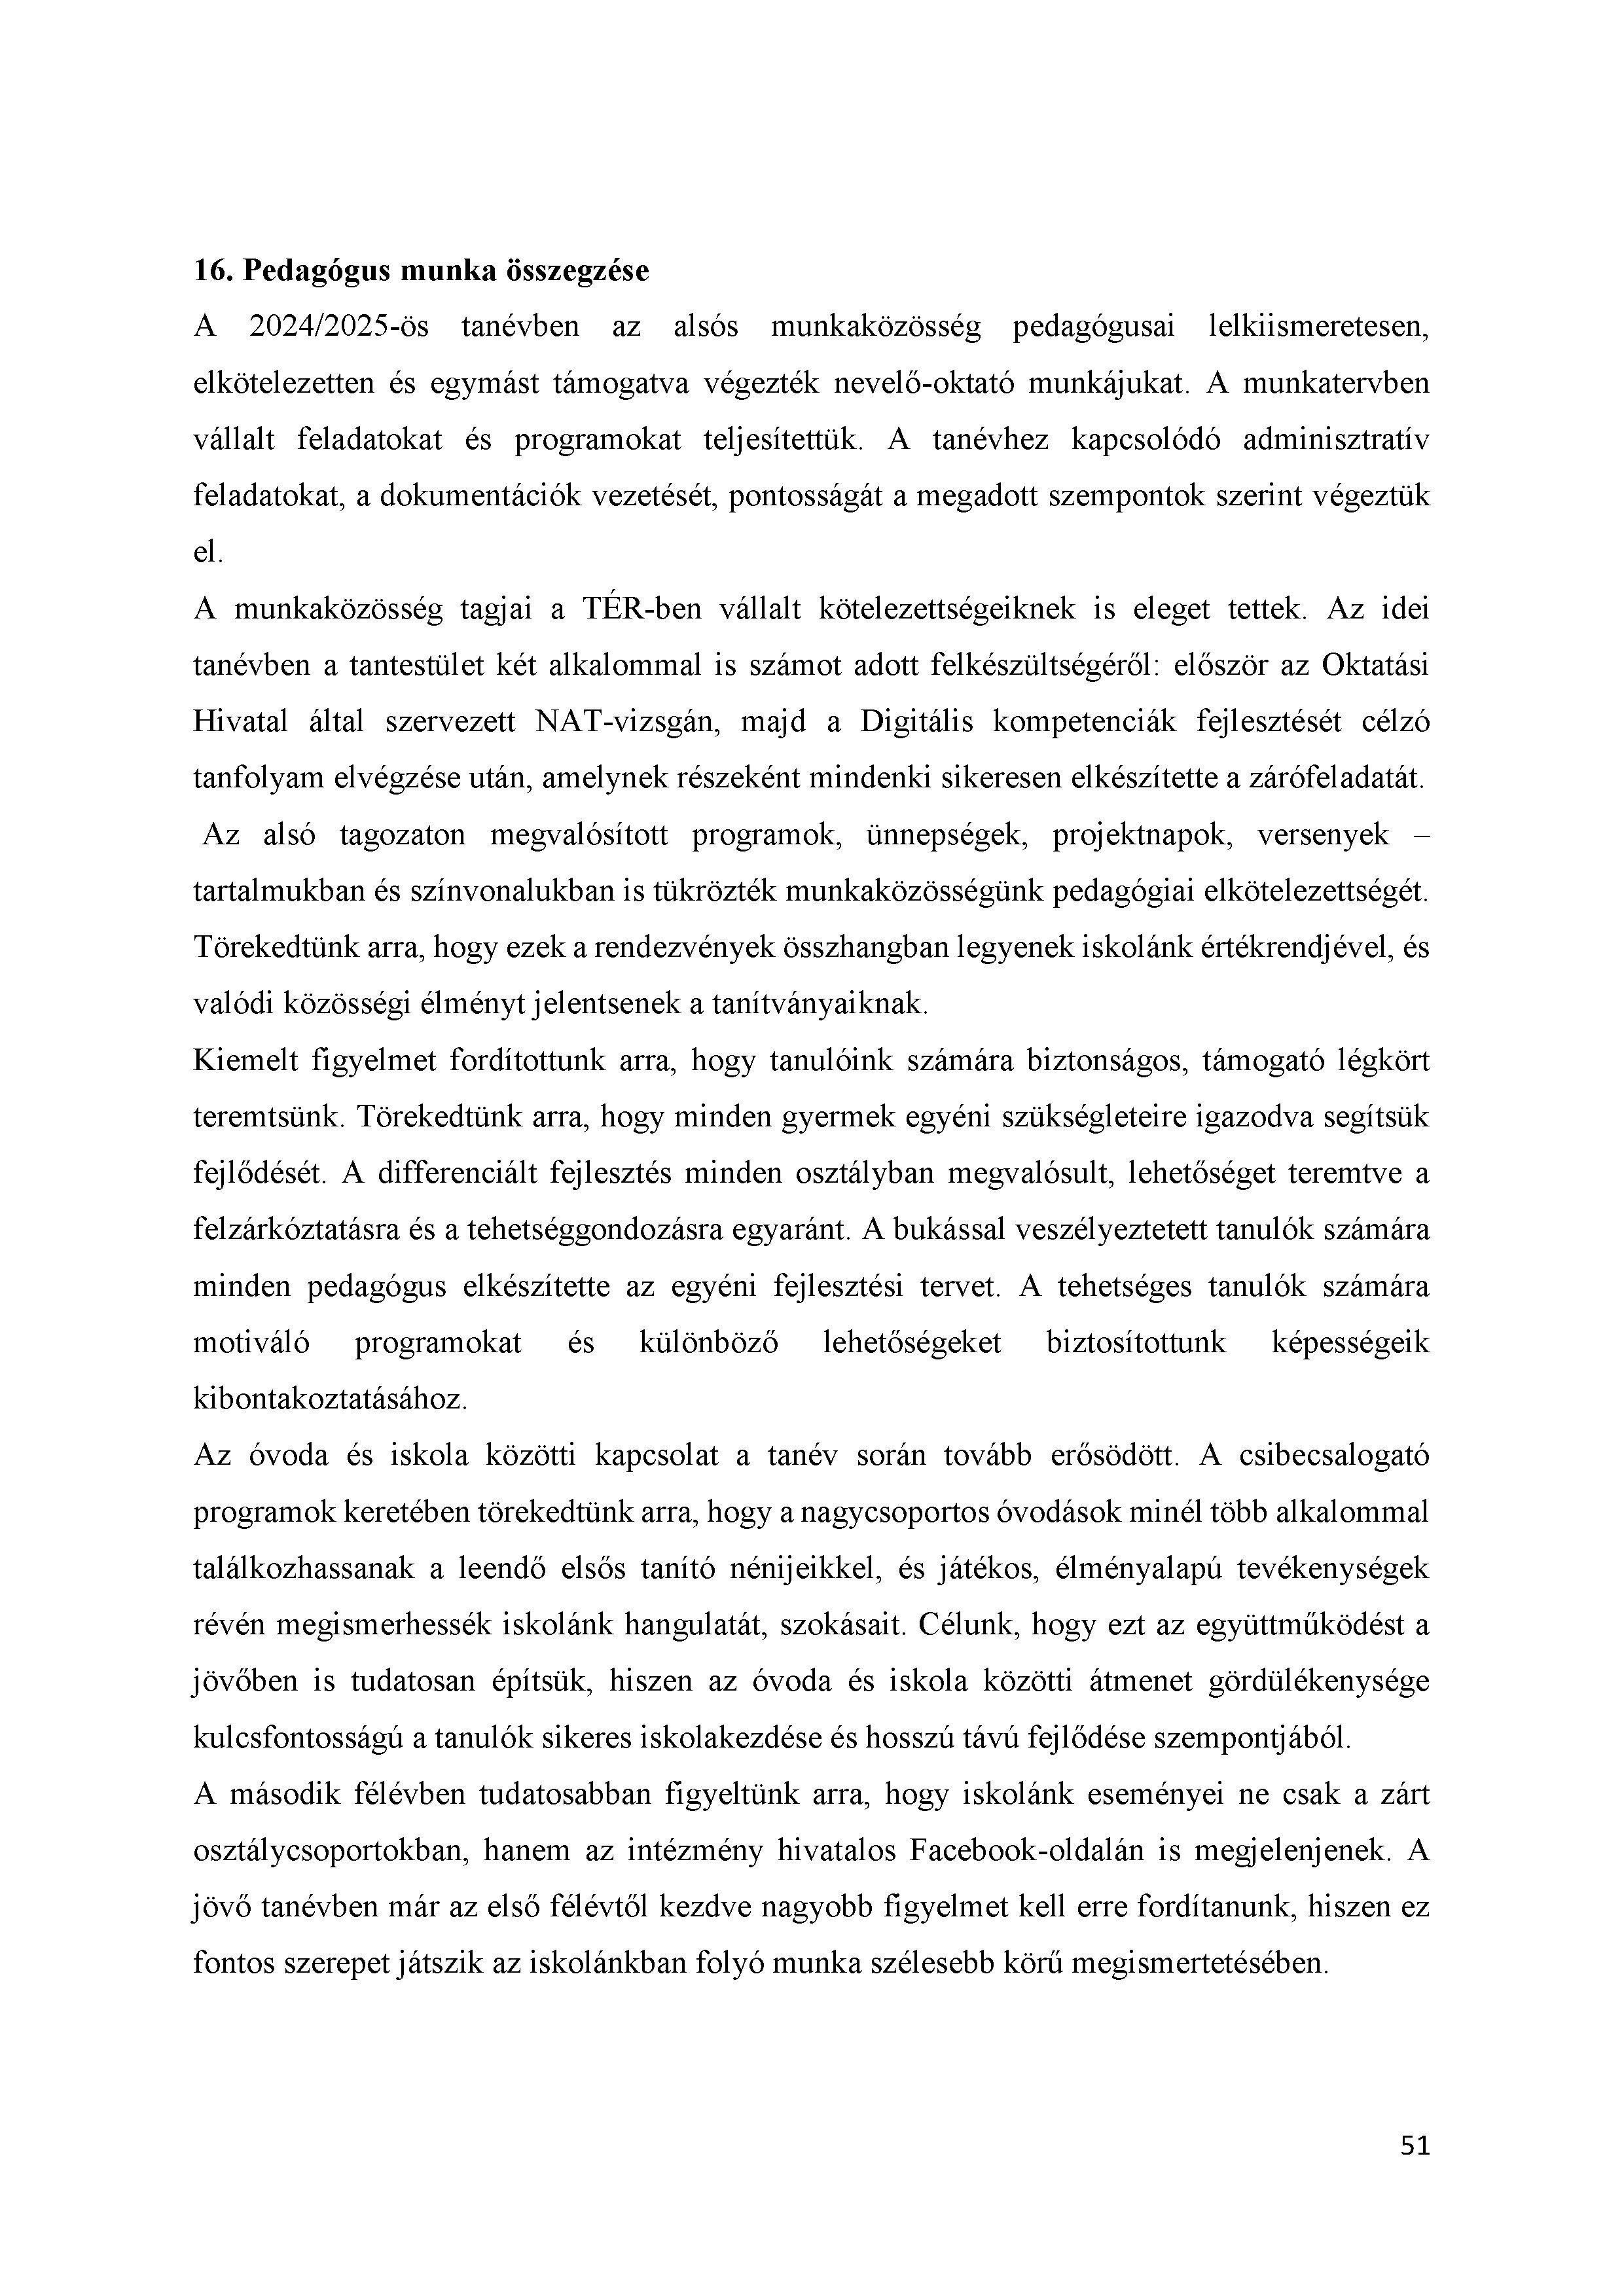 16. Pedagógus munka összegzése
A 2024/2025-ös tanévben az alsós munkaközösség pedagógusai lelkiismeretesen,
elkötelezetten és egymást támogatva végezték nevelő-oktató munkájukat. A munkatervben
vállalt feladatokat és programokat teljesítettük. A tanévhez kapcsolódó adminisztratív
feladatokat, a dokumentációk vezetését, pontosságát a megadott szempontok szerint végeztük
el.
A munkaközösség tagjai a TÉR-ben vállalt kötelezettségeiknek is eleget tettek. Az idei
tanévben a tantestület két alkalommal is számot adott felkészültségéről: először az Oktatási
Hivatal által szervezett NAT-vizsgán, majd a Digitális kompetenciák fejlesztését célzó
tanfolyam elvégzése után, amelynek részeként mindenki sikeresen elkészítette a zárófeladatát.
Az alsó tagozaton megvalósított programok, ünnepségek, projektnapok, versenyek –
tartalmukban és színvonalukban is tükrözték munkaközösségünk pedagógiai elkötelezettségét.
Törekedtünk arra, hogy ezek a rendezvények összhangban legyenek iskolánk értékrendjével, és
valódi közösségi élményt jelentsenek a tanítványaiknak.
Kiemelt figyelmet fordítottunk arra, hogy tanulóink számára biztonságos, támogató légkört
teremtsünk. Törekedtünk arra, hogy minden gyermek egyéni szükségleteire igazodva segítsük
fejlődését. A differenciált fejlesztés minden osztályban megvalósult, lehetőséget teremtve a
felzárkóztatásra és a tehetséggondozásra egyaránt. A bukással veszélyeztetett tanulók számára
minden pedagógus elkészítette az egyéni fejlesztési tervet. A tehetséges tanulók számára
motiváló programokat és különböző lehetőségeket biztosítottunk képességeik
kibontakoztatásához.
Az óvoda és iskola közötti kapcsolat a tanév során tovább erősödött. A csibecsalogató
programok keretében törekedtünk arra, hogy a nagycsoportos óvodások minél több alkalommal
találkozhassanak a leendő elsős tanító nénijeikkel, és játékos, élményalapú tevékenységek
révén megismerhessék iskolánk hangulatát, szokásait. Célunk, hogy ezt az együttműködést a
jövőben is tudatosan építsük, hiszen az óvoda és iskola közötti átmenet gördülékenysége
kulcsfontosságú a tanulók sikeres iskolakezdése és hosszú távú fejlődése szempontjából.
A második félévben tudatosabban figyeltünk arra, hogy iskolánk eseményei ne csak a zárt
osztálycsoportokban, hanem az intézmény hivatalos Facebook-oldalán is megjelenjenek. A
jövő tanévben már az első félévtől kezdve nagyobb figyelmet kell erre fordítanunk, hiszen ez
fontos szerepet játszik az iskolánkban folyó munka szélesebb körű megismertetésében.
51